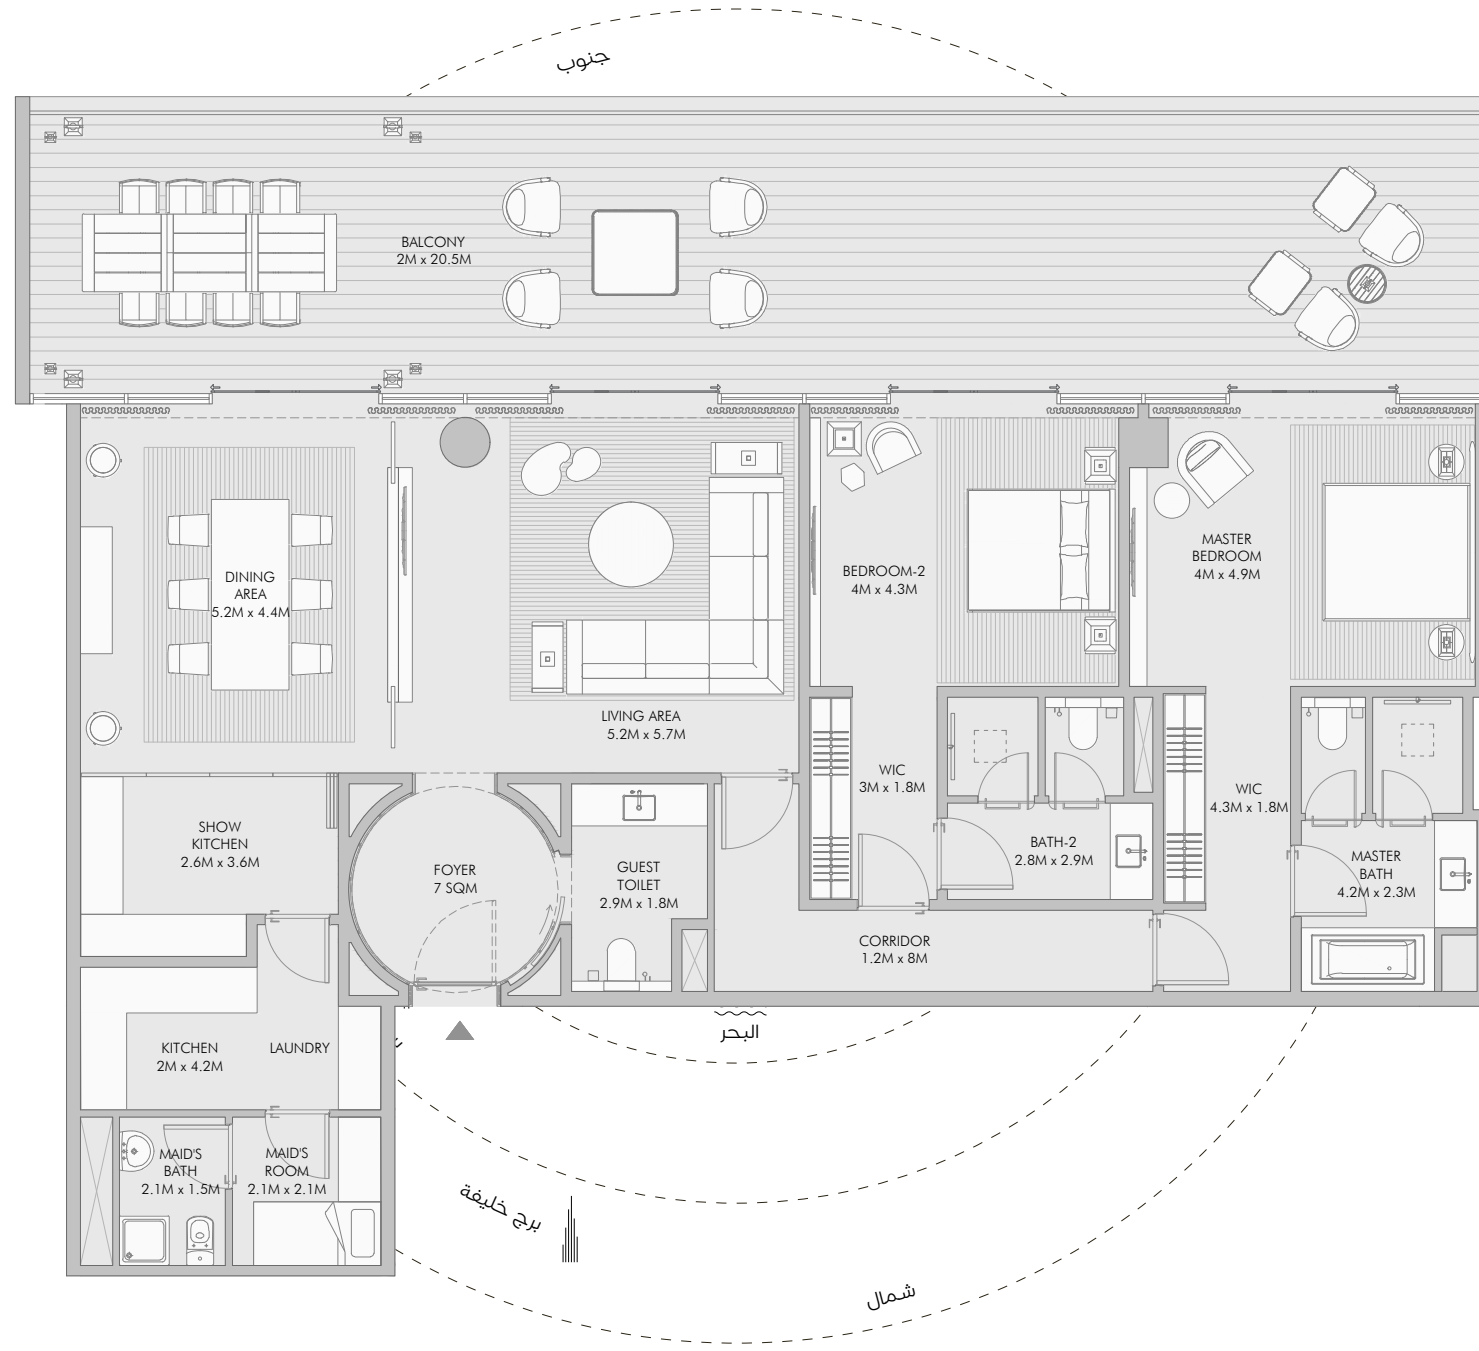 جنوب
BALCONY
2M x 20.5M
DINING
AREA
5.2M x 4.4M
LIVING AREA
5.2M x 5.7M
BEDROOM-2
4M x 4.3M
MASTER
BEDROOM
4M x 4.9M
WIC
3M x 1.8M
WIC
4.3M x 1.8M
SHOW
KITCHEN
2.6M x 3.6M
FOYER
7 SQM
GUEST
TOILET
2.9M x 1.8M
BATH-2
2.8M x 2.9M
MASTER
BATH
4.2M x 2.3M
CORRIDOR
1.2M x 8M
KITCHEN
2M x 4.2M
LAUNDRY
البحر
MAID'S
BATH
2.1M x 1.5M
MAID'S
ROOM
2.1M x 2.1M
برج خليفة
شمال